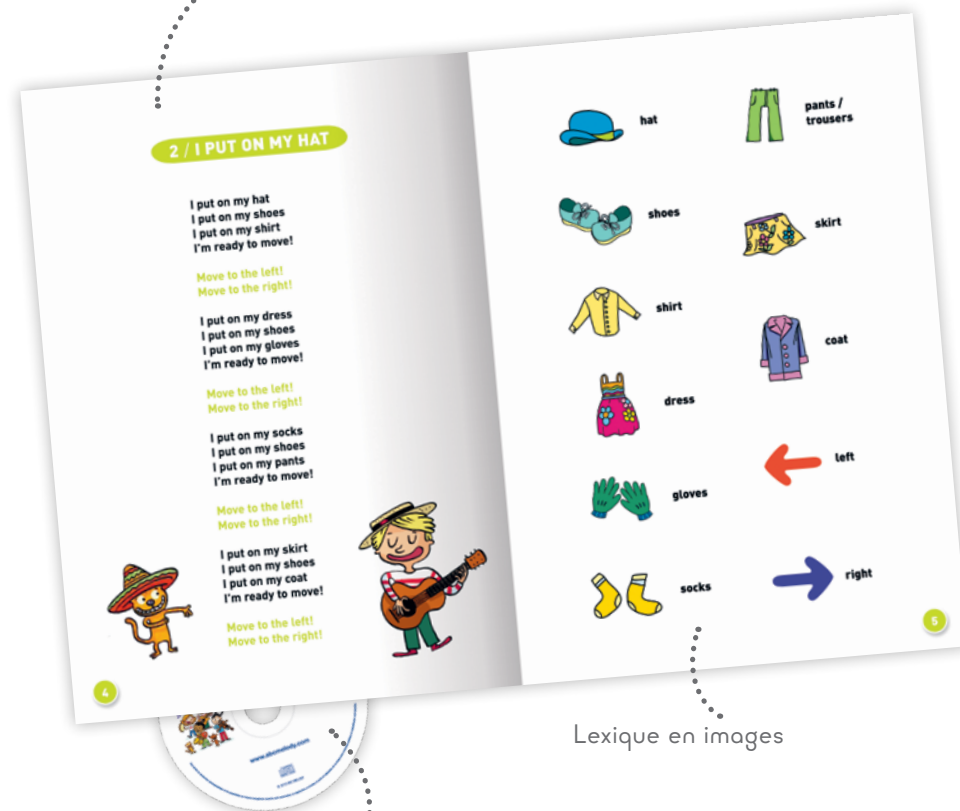 2 / I PUT ON MY HAT
I put on my hat
I put on my shoes
I put on my shirt
I'm ready to move!
Move to the left!
Move to the right!
I put on my dress
I put on my shoes
I put on my gloves
I'm ready to move!
Move to the left!
Move to the right!
I put on my socks
I put on my shoes
I put on my pants
I'm ready to move!
Move to the left!
Move to the right!
I put on my skirt
I put on my shoes
I put on my coat
I'm ready to move!
Move to the left!
Move to the right!
4
hat
shoes
shirt
dress
gloves
socks
pants /
trousers
skirt
coat
left
right
5
www.abcmelody.com
Lexique en images